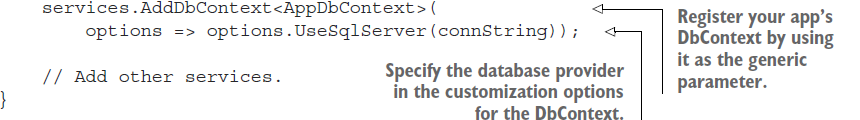 services.AddDbContext<AppDbContext>(
options => options.UseSqlServer(connString));
// Add other services.
}
Register your app’s
DbContext by using
it as the generic
parameter.
Specify the database provider
in the customization options
for the DbContext.